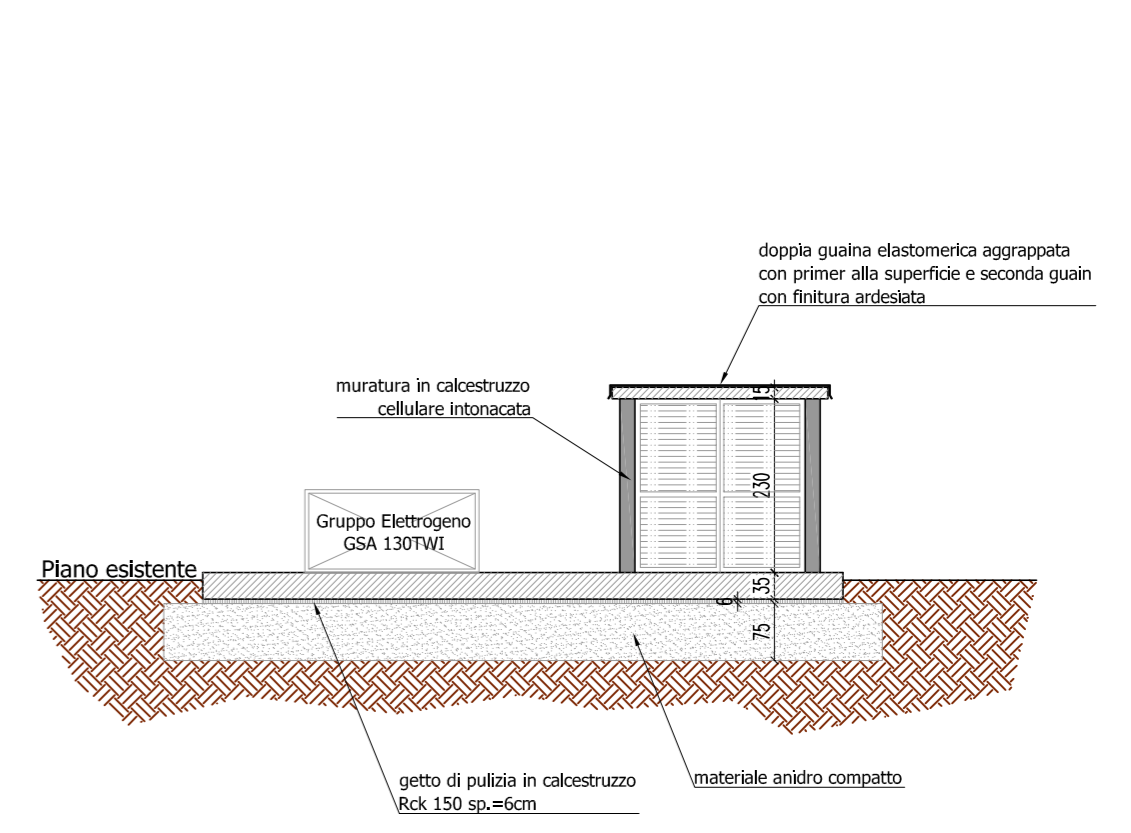 doppia guaina elastomerica aggrappata
con primer alla superficie e seconda guain
con finitura ardesiata
muratura in calcestruzzo
cellulare intonacata
15
230
Gruppo Elettrogeno
GSA 130TWI
Piano esistente
35
6
75
getto di pulizia in calcestruzzo
Rck 150 sp.=6cm
materiale anidro compatto